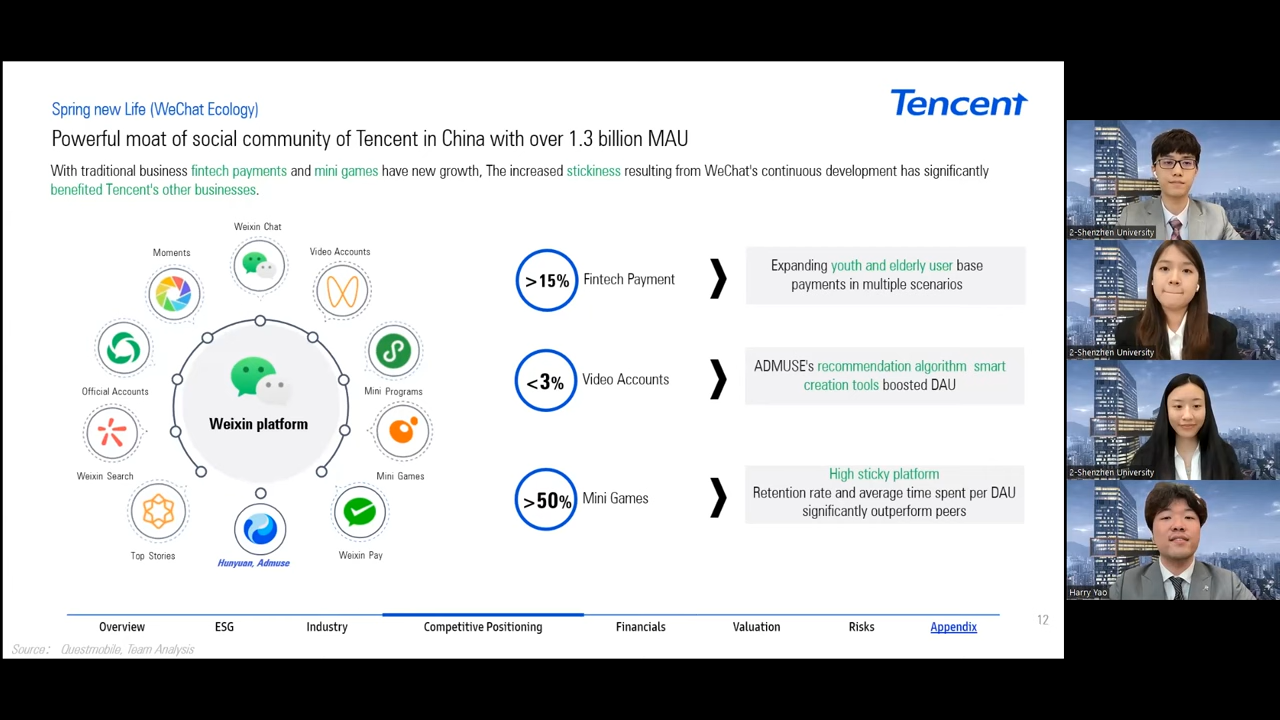 Spring new Life (WeChat Ecology)
Tencent
Powerful moat of social community of Tencent in China with over 1.3 billion MAU
With traditional business fintech payments and mini games have new growth, The increased stickiness resulting from WeChat's continuous development has significantly
benefited Tencent's other businesses.
Weixin Chat
Moments
Video Accounts
Official Accounts
Mini Programs
Weixin platform
Weixin Search
Mini Games
Top Stories
Weixin Pay
Hunyuan, Admuse
>15%
Fintech Payment
Expanding youth and elderly user base
payments in multiple scenarios
<3%
Video Accounts
ADMUSE's recommendation algorithm smart
creation tools boosted DAU
>50%
Mini Games
High sticky platform
Retention rate and average time spent per DAU
significantly outperform peers
Overview
ESG
Industry
Competitive Positioning
Financials
Valuation
Risks
Appendix
12
Source: Questmobile, Team Analysis
2-Shenzhen University
2-Shenzhen University
2-Shenzhen University
Harry Yao